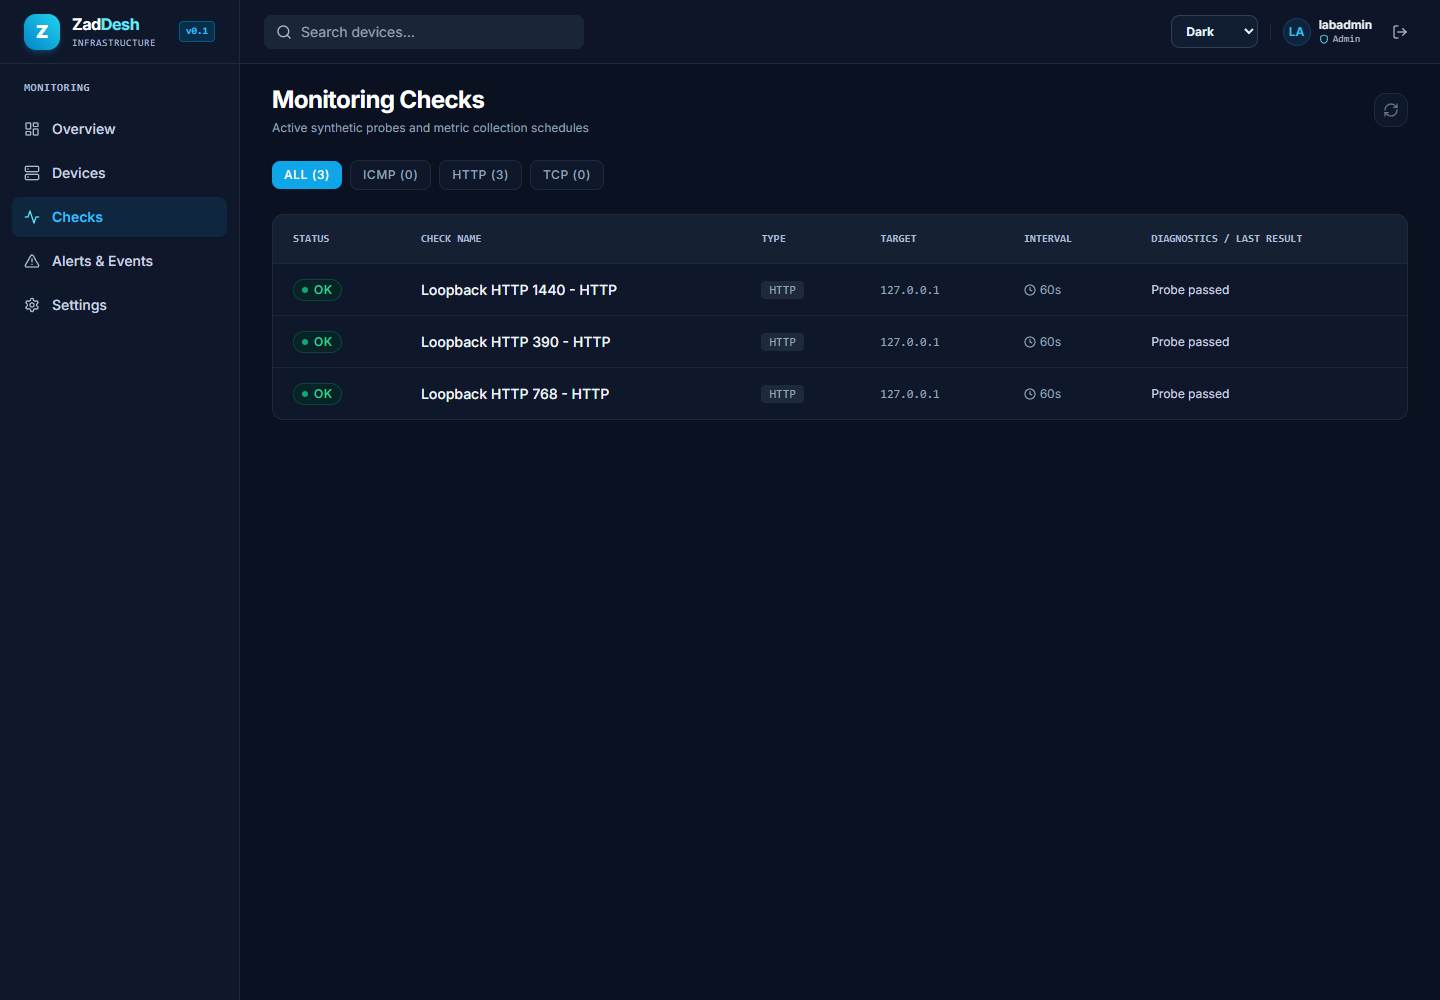 Z
ZadDesh
INFRASTRUCTURE
v0.1
Search devices...
Dark
LA
labadmin
Admin
MONITORING
Overview
Devices
Checks
Alerts & Events
Settings
Monitoring Checks
Active synthetic probes and metric collection schedules
ALL (3) ICMP (0) HTTP (3) TCP (0)
STATUS CHECK NAME TYPE TARGET INTERVAL DIAGNOSTICS / LAST RESULT
OK Loopback HTTP 1440 - HTTP HTTP 127.0.0.1 60s Probe passed
OK Loopback HTTP 390 - HTTP HTTP 127.0.0.1 60s Probe passed
OK Loopback HTTP 768 - HTTP HTTP 127.0.0.1 60s Probe passed